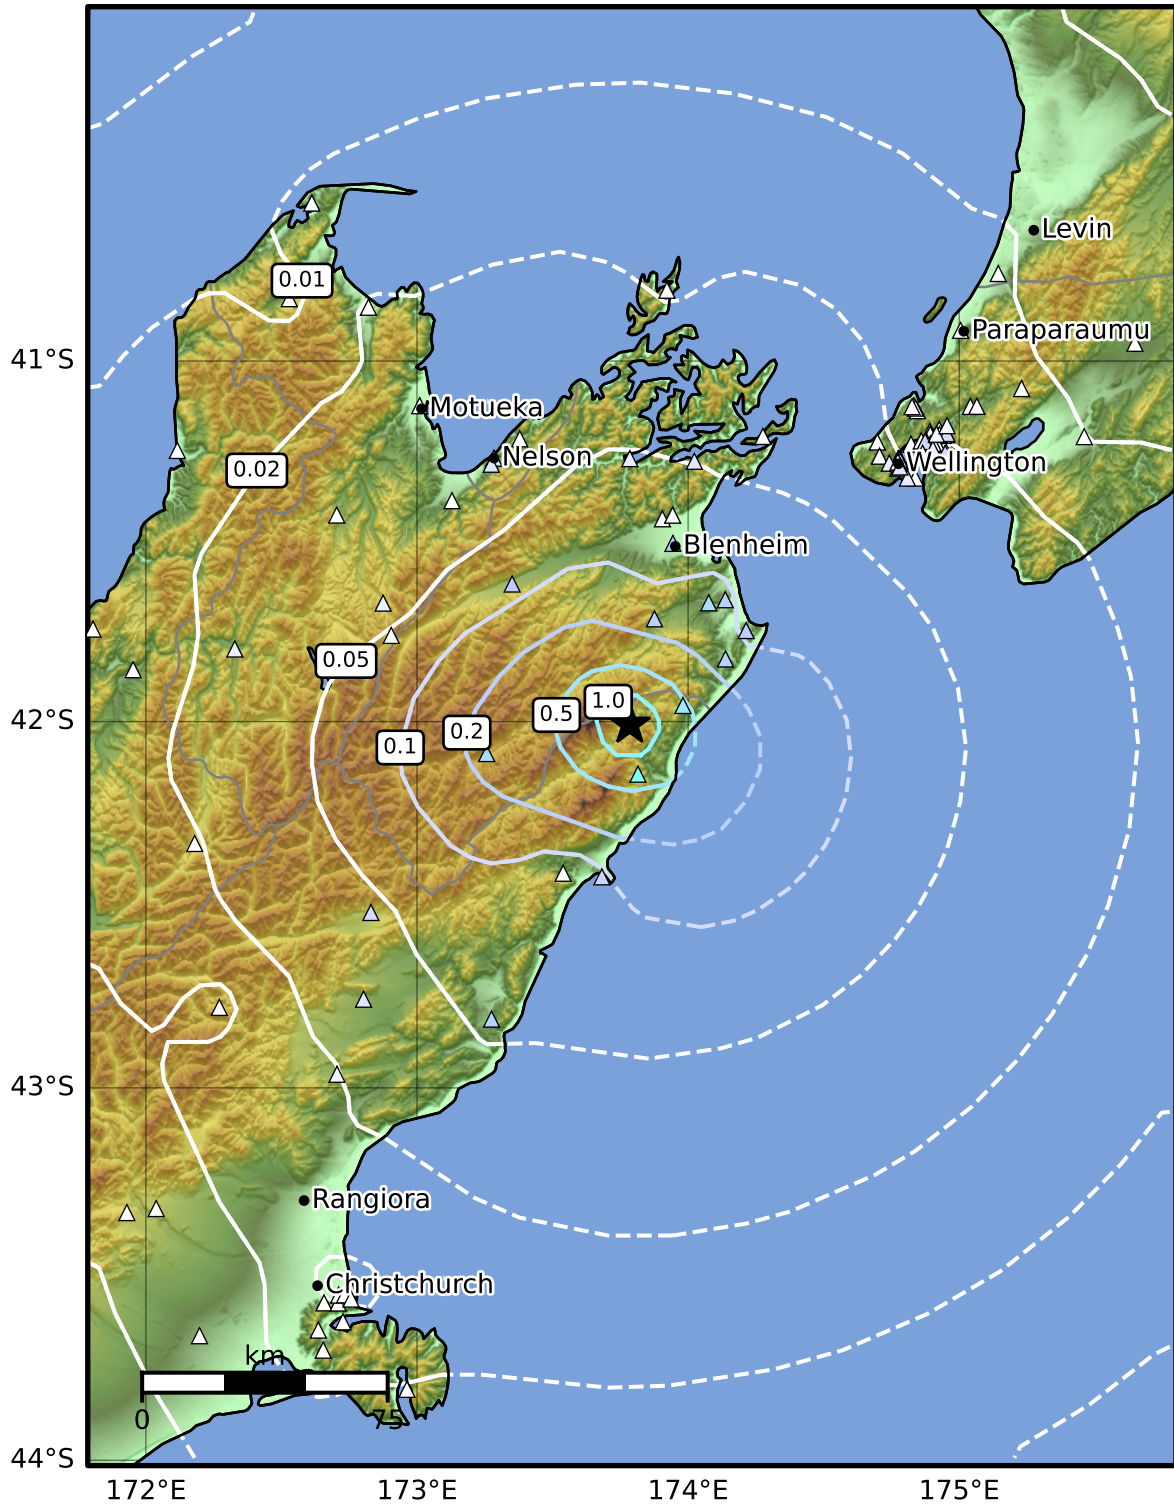 Levin
0.01
Paraparaumu
41°S
Motueka
Nelson
Wellington
0.02
Blenheim
0.05
1.0
0.5
42°S
0.2
0.1
43°S
Rangiora
Christchurch
km
0
75
44°S
172°E
173°E
174°E
175°E